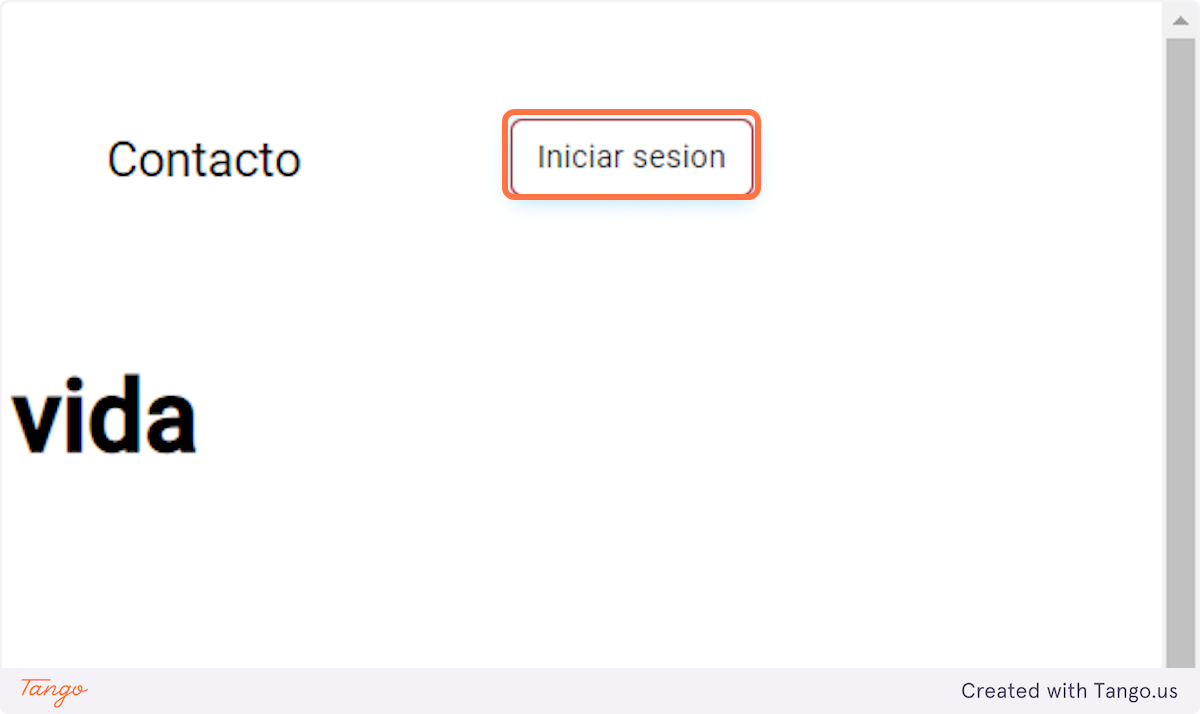 Contacto
Iniciar sesion
vida
Tango
Created with Tango.us